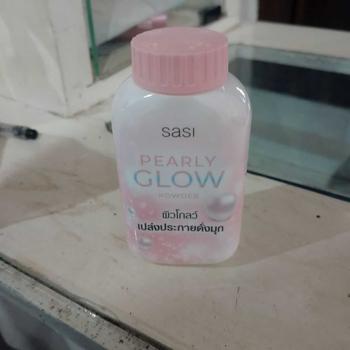 sasi
PEARLY
GLOW
POWDER
ผิวโกลว์
เปล่งประกายดั่งมุก